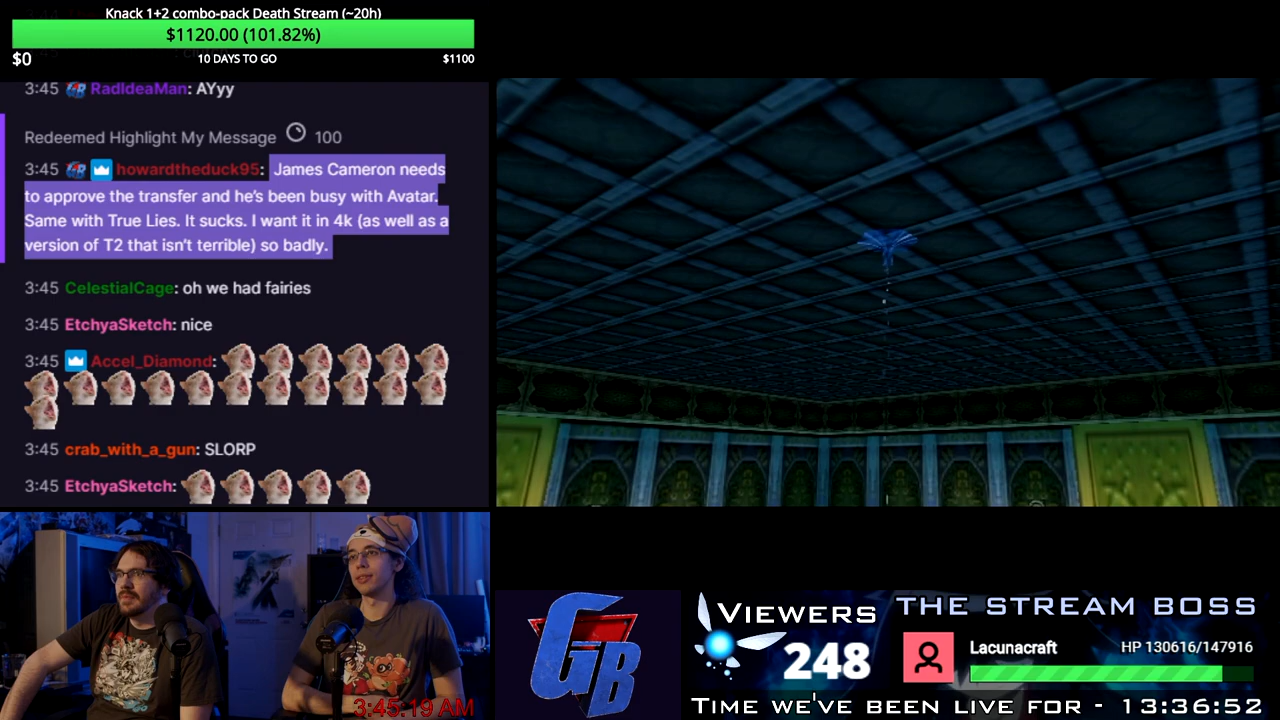 Knack 1+2 combo-pack Death Stream (~20h)
$1120.00 (101.82%)
$0
10 DAYS TO GO
$1100
3:45 RadIdeaMan: AYyy
Redeemed Highlight My Message 100
3:45 howardtheduck95: James Cameron needs
to approve the transfer and he's been busy with Avatar.
Same with True Lies. It sucks. I want it in 4k (as well as a
version of T2 that isn't terrible) so badly.
3:45 CelestialCage: oh we had fairies
3:45 EtchyaSketch: nice
3:45 Accel_Diamond:
3:45 crab_with_a_gun: SLORP
3:45 EtchyaSketch:
3:45:19 AM
GB
VIEWERS
248
THE STREAM BOSS
Lacunacraft
HP 130616/147916
TIME WE'VE BEEN LIVE FOR - 13:36:52